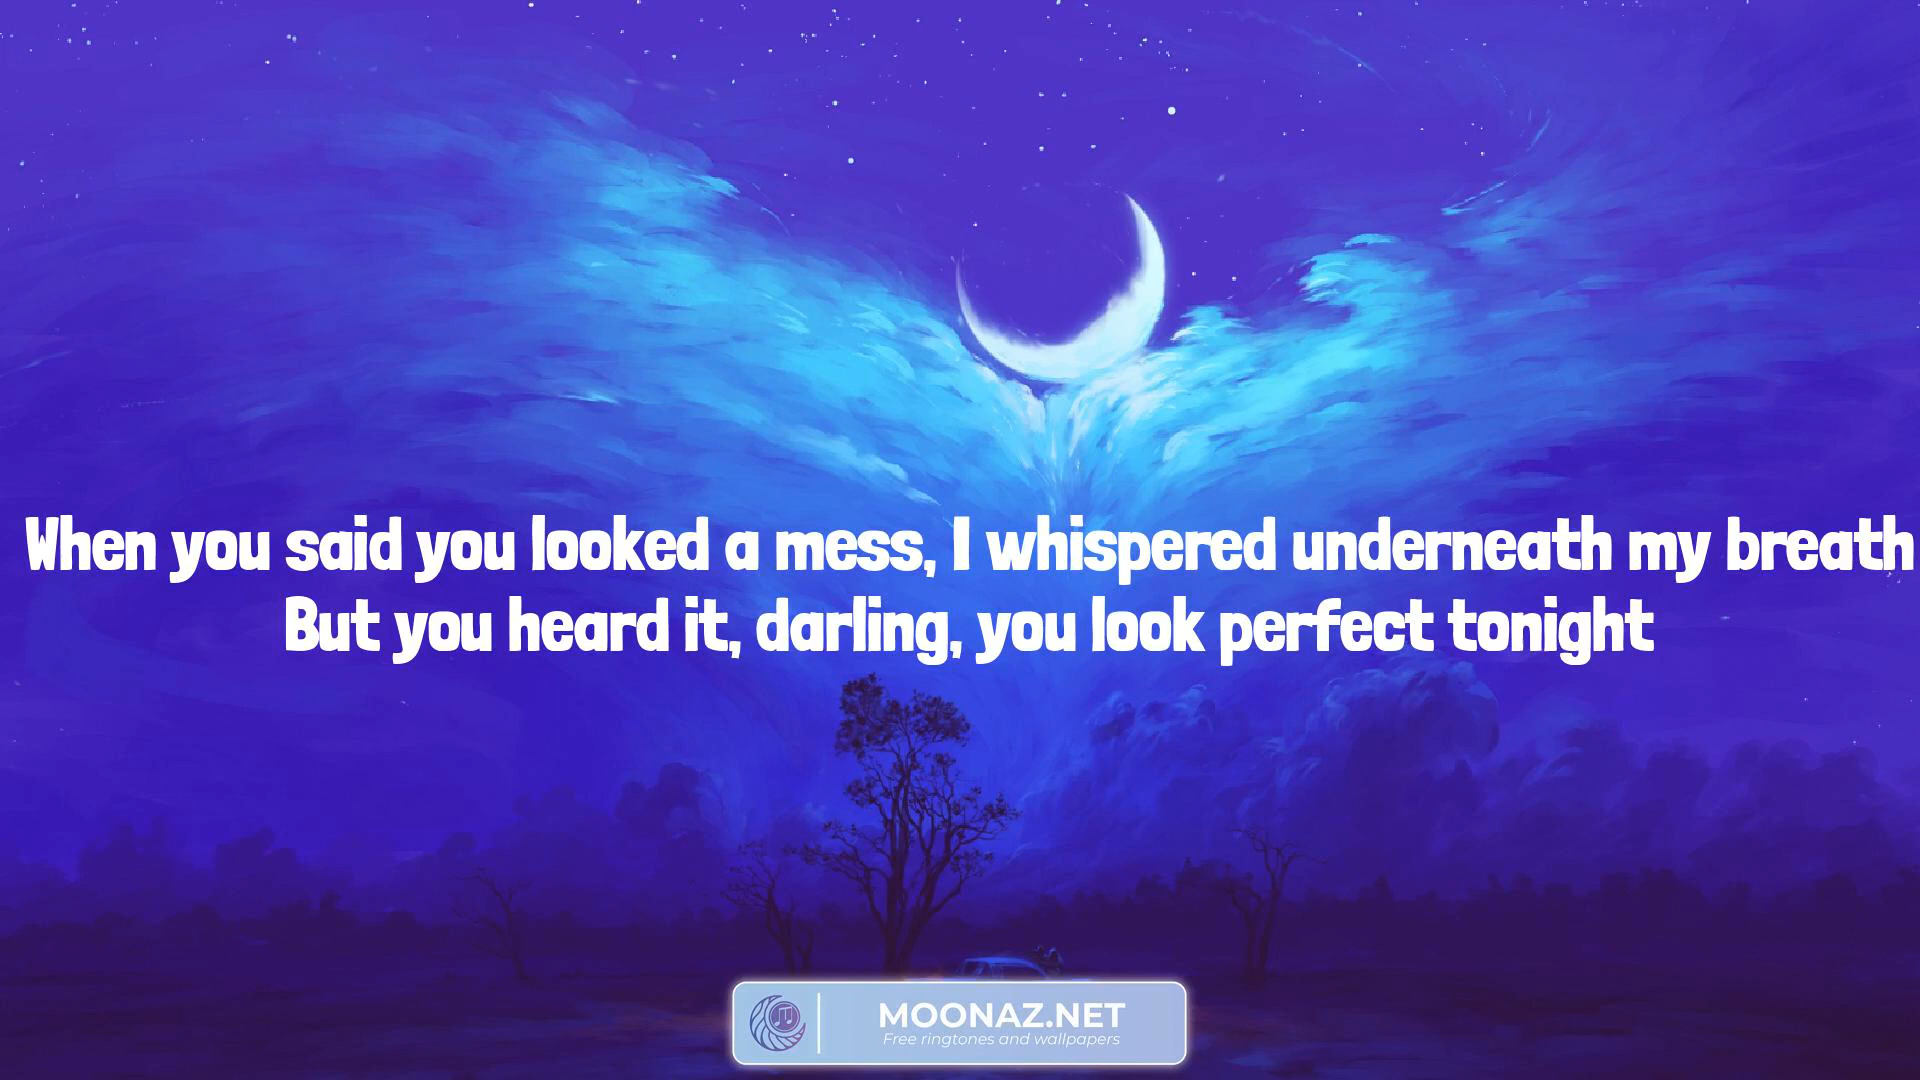 When you said you looked a mess, I whispered underneath my breath
But you heard it, darling, you look perfect tonight
MOONAZ.NET
Free ringtones and wallpapers